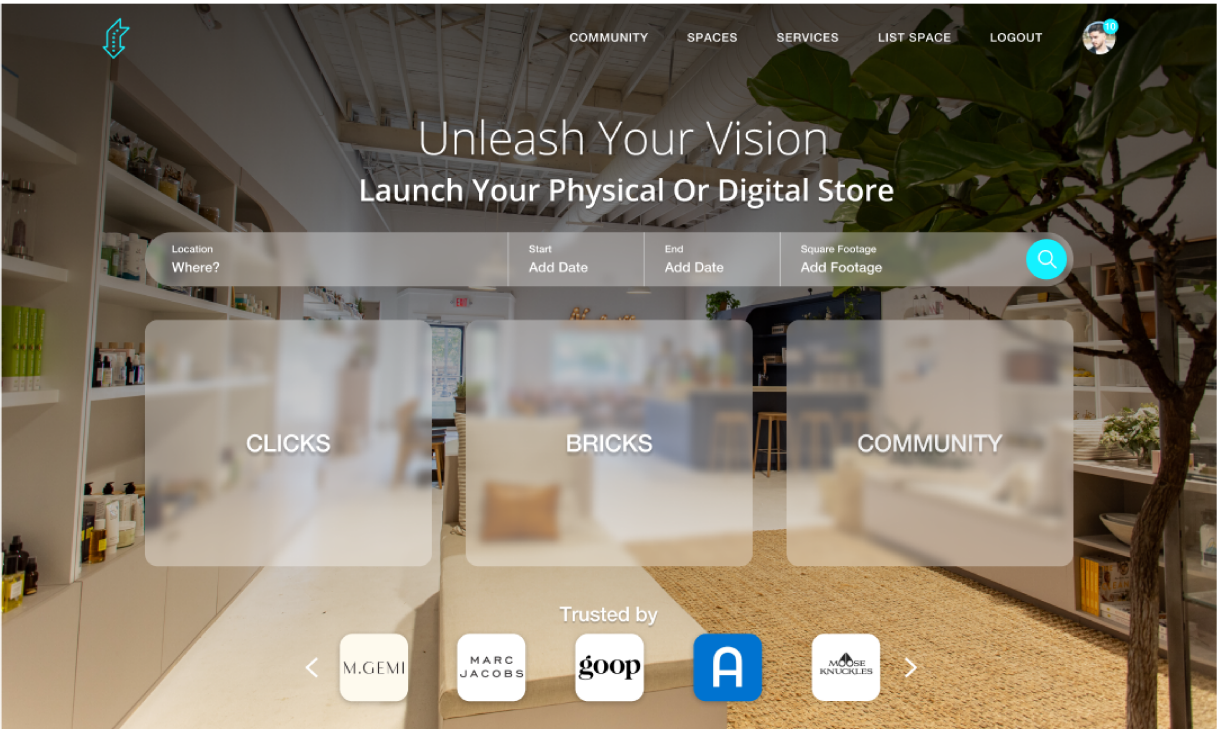 COMMUNITY SPACES SERVICES LIST SPACE LOGOUT
10
Unleash Your Vision
Launch Your Physical Or Digital Store
Location
Where?
Start
Add Date
End
Add Date
Square Footage
Add Footage
CLICKS
BRICKS
COMMUNITY
Trusted by
M.GEMI
MARC
JACOBS
goop
A
MOOSE
KNUCKLES